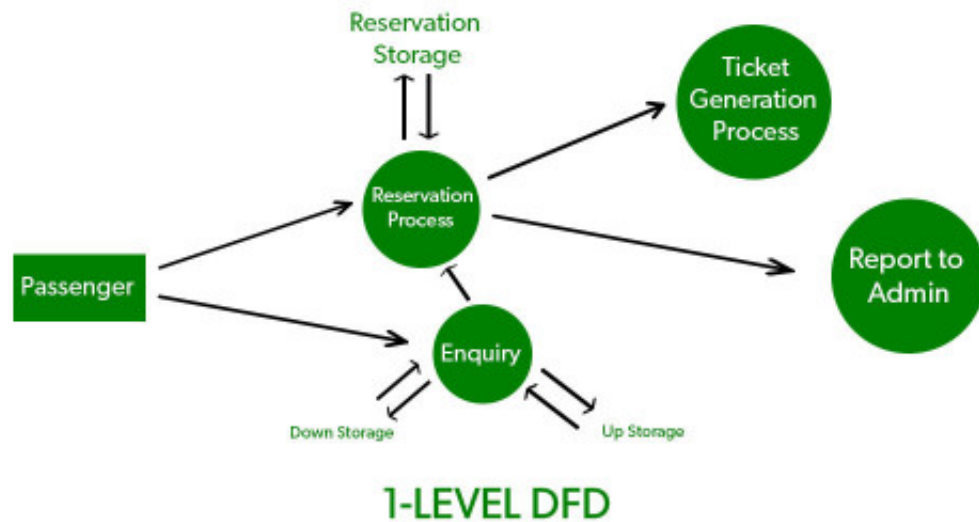 Reservation
Storage
Ticket
Generation
Process
Reservation
Process
Passenger
Report to
Admin
Enquiry
Down Storage
Up Storage
1-LEVEL DFD